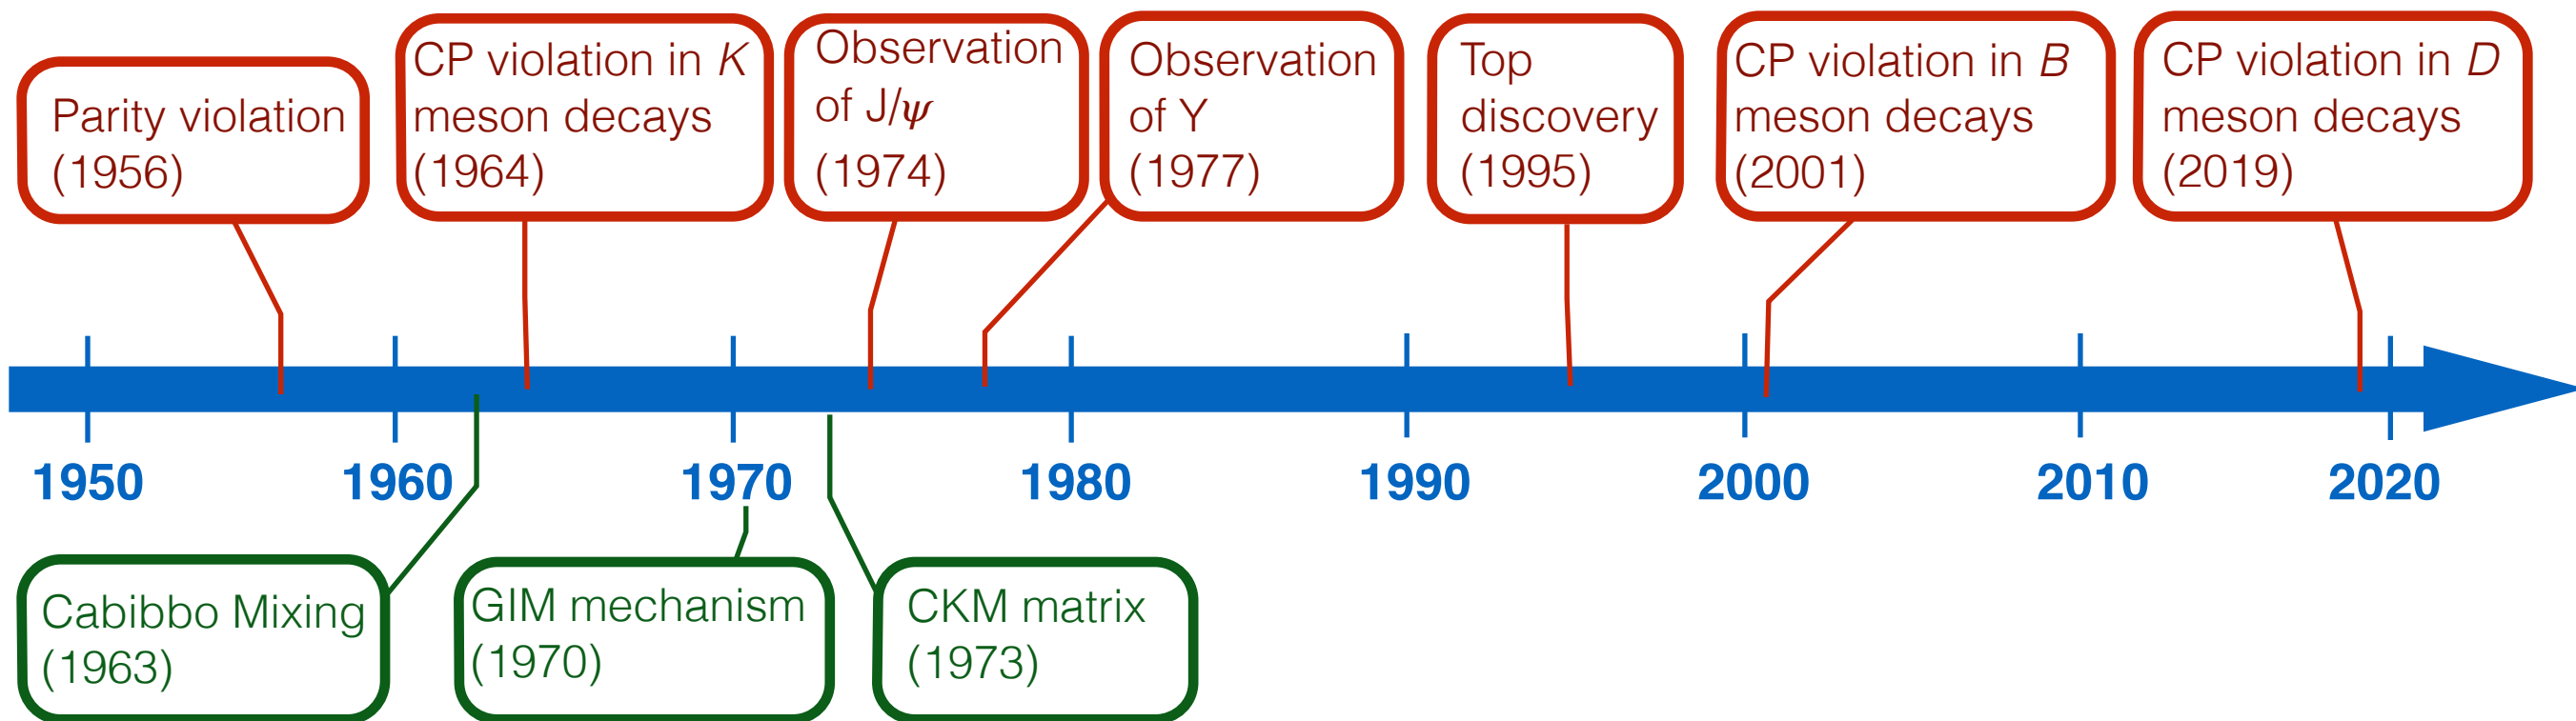 Parity violation
(1956)
CP violation in K
meson decays
(1964)
Observation
of J/ψ
(1974)
Observation
of Y
(1977)
Top
discovery
(1995)
CP violation in B
meson decays
(2001)
CP violation in D
meson decays
(2019)
1950
1960
1970
1980
1990
2000
2010
2020
Cabibbo Mixing
(1963)
GIM mechanism
(1970)
CKM matrix
(1973)